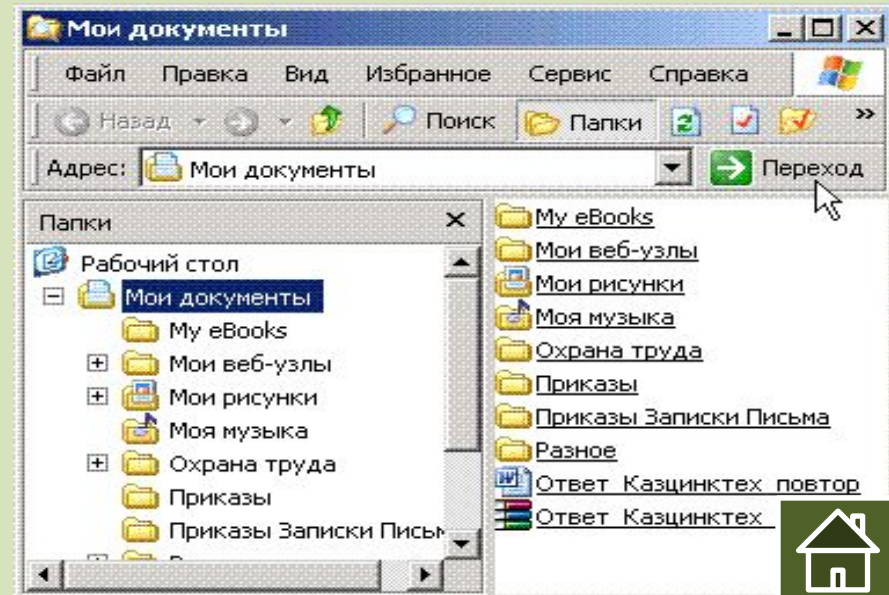 Мои документы
Файл Правка Вид Избранное Сервис Справка
Назад Поиск Папки »
Адрес: Мои документы Переход
Папки
Рабочий стол
Мои документы
My eBooks
Мои веб-узлы
Мои рисунки
Моя музыка
Охрана труда
Приказы
Приказы Записки
My eBooks
Мои веб-узлы
Мои рисунки
Моя музыка
Охрана труда
Приказы
Приказы Записки Письма
Разное
Ответ Казцинктех повтор
Ответ Казцинктех